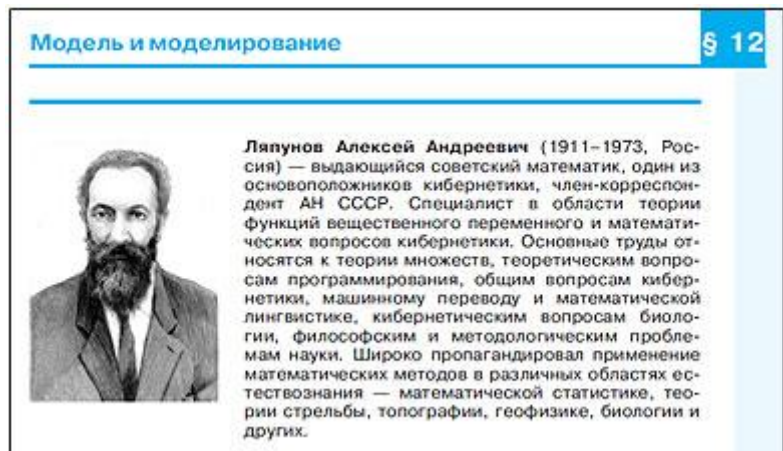 Модель и моделирование
§ 12
Ляпунов Алексей Андреевич (1911–1973, Рос-
сия) — выдающийся советский математик, один из
основоположников кибернетики, член-корреспон-
дент АН СССР. Специалист в области теории
функций вещественного переменного и математи-
ческих вопросов кибернетики. Основные труды от-
носятся к теории множеств, теоретическим вопро-
сам программирования, общим вопросам кибер-
нетики, машинному переводу и математической
лингвистике, кибернетическим вопросам биоло-
гии, философским и методологическим пробле-
мам науки. Широко пропагандировал применение
математических методов в различных областях ес-
тествознания — математической статистике, тео-
рии стрельбы, топографии, геофизике, биологии и
других.